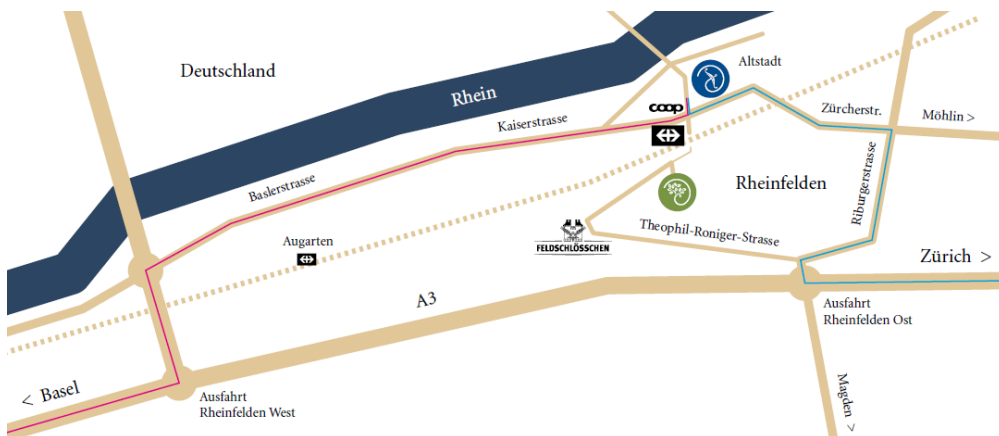 Deutschland
Rhein
Altstadt
coop
Kaiserstrasse
Zürcherstr.
Möhlin >
Baslerstrasse
Rheinfelden
Riburgerstrasse
Augarten
FELDSCHLÖSSCHEN
Theophil-Roniger-Strasse
Zürich >
A3
Ausfahrt
Rheinfelden Ost
< Basel
Ausfahrt
Rheinfelden West
Magden >